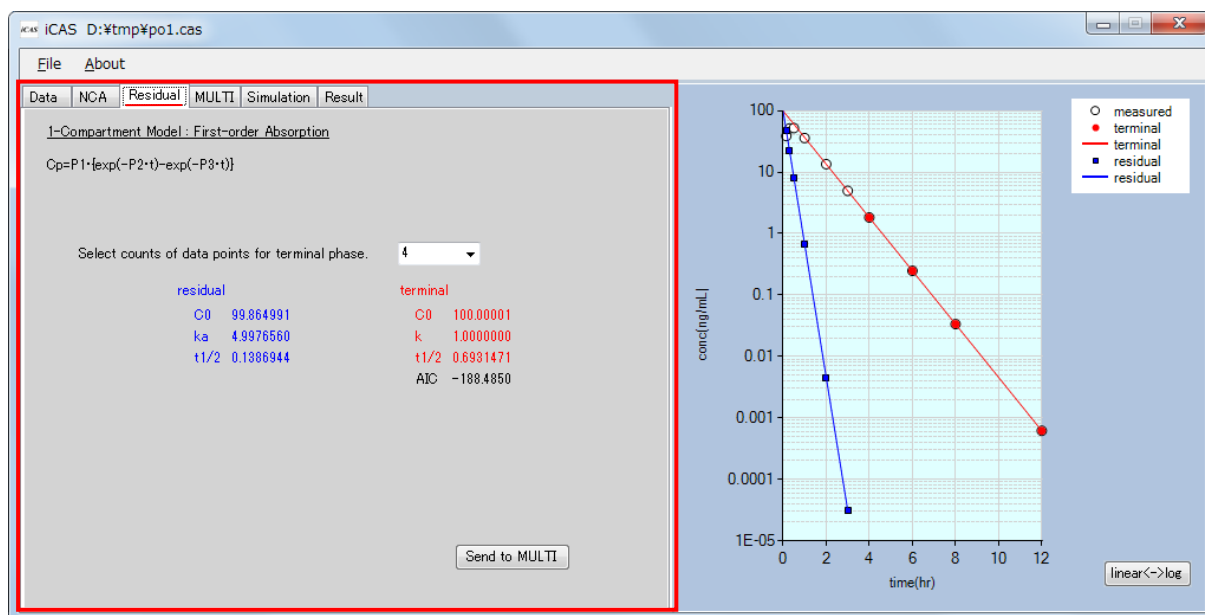 iCAS iCAS D:¥tmp¥po1.cas
File About
Data NCA Residual MULTI Simulation Result
1-Compartment Model : First-order Absorption
Cp=P1・{exp(-P2・t)-exp(-P3・t)}
Select counts of data points for terminal phase. 4
residual terminal
C0 99.864991 C0 100.00001
ka 4.9976560 k 1.0000000
t1/2 0.1386944 t1/2 0.6931471
AIC -188.4850
Send to MULTI
100
10
1
0.1
0.01
0.001
0.0001
1E-05
conc[ng/mL]
0 2 4 6 8 10 12
time(hr)
measured
terminal
terminal
residual
residual
linear<->log